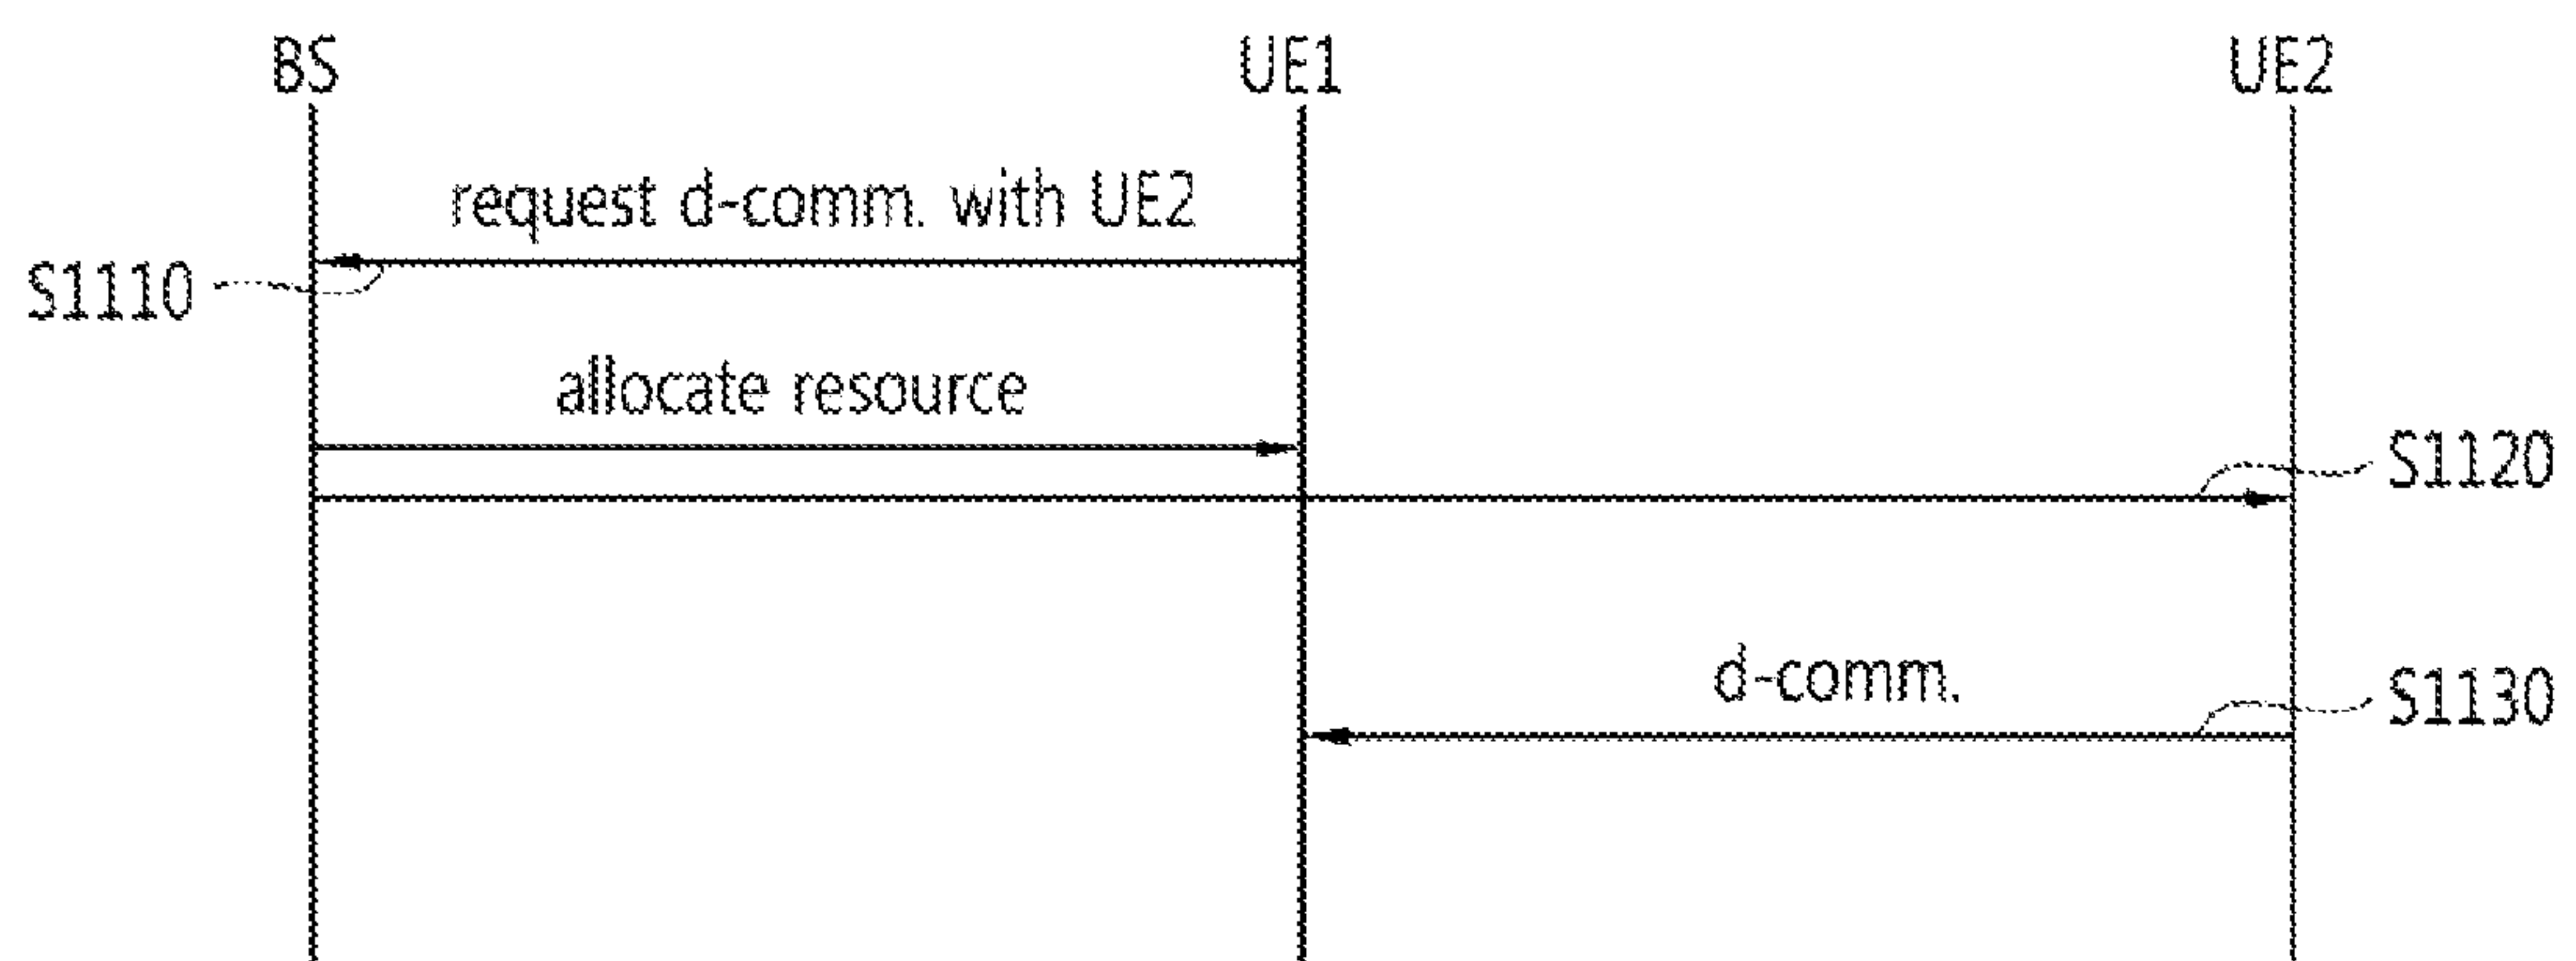 BS UE1 UE2
request d-comm. with UE2
S1110
allocate resource
S1120
d-comm.
S1130